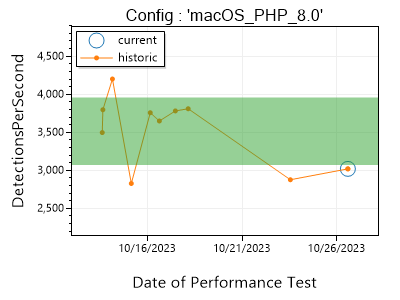 Config : 'macOS_PHP_8.0'
current
historic
DetectionsPerSecond
4,500
4,000
3,500
3,000
2,500
10/16/2023
10/21/2023
10/26/2023
Date of Performance Test